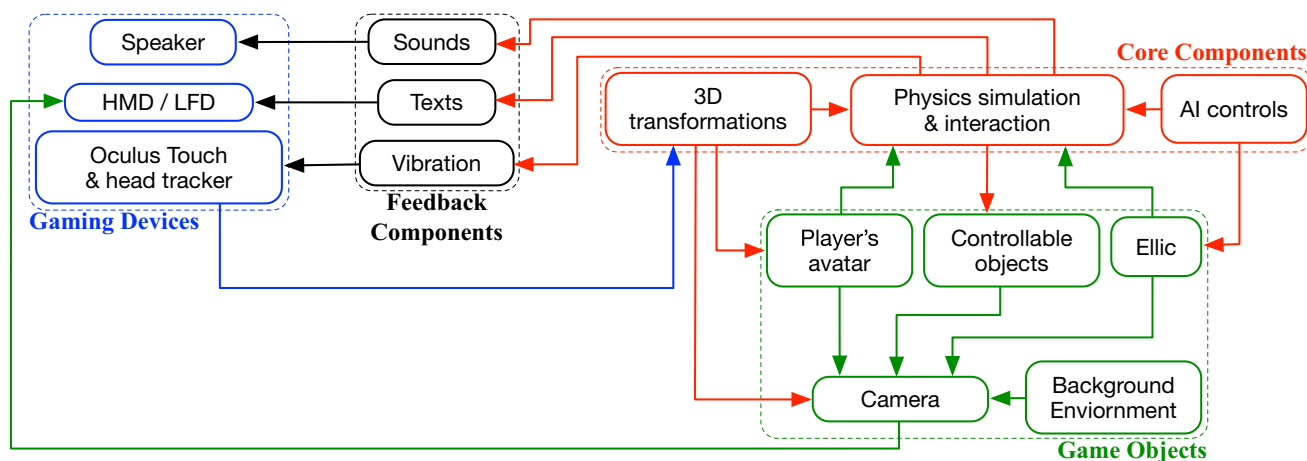 Speaker
HMD / LFD
Oculus Touch
& head tracker
Gaming Devices
Sounds
Texts
Vibration
Feedback
Components
Core Components
3D
transformations
Physics simulation
& interaction
AI controls
Player's
avatar
Controllable
objects
Ellic
Camera
Background
Enviornment
Game Objects